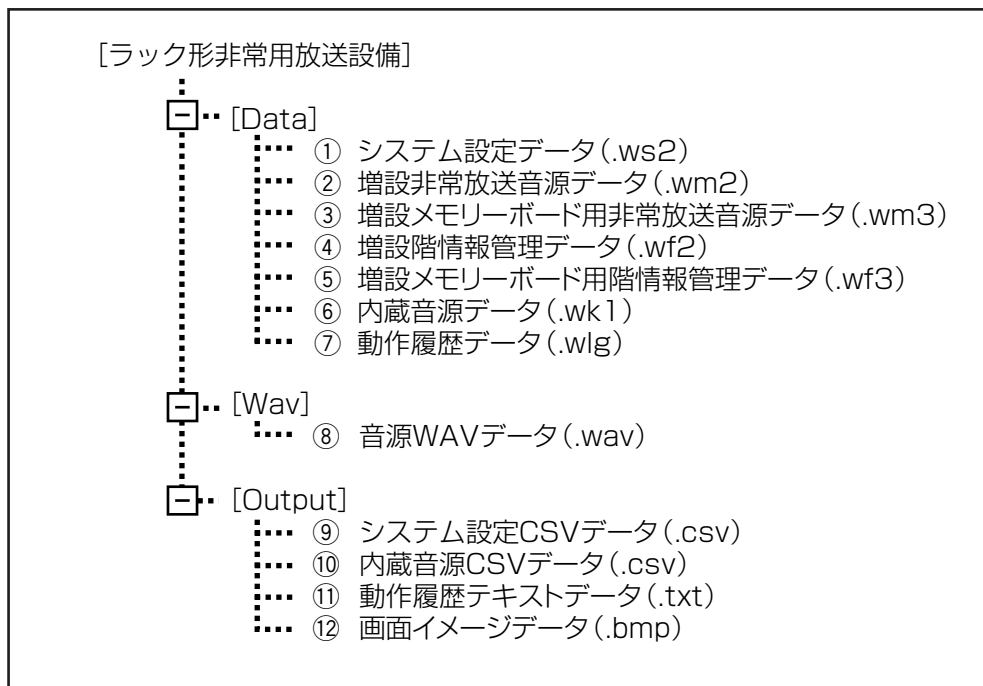 [ラック形非常用放送設備]
[Data]
① システム設定データ(.ws2)
② 増設非常放送音源データ(.wm2)
③ 増設メモリーボード用非常放送音源データ(.wm3)
④ 増設階情報管理データ(.wf2)
⑤ 増設メモリーボード用階情報管理データ(.wf3)
⑥ 内蔵音源データ(.wk1)
⑦ 動作履歴データ(.wlg)
[Wav]
⑧ 音源WAVデータ(.wav)
[Output]
⑨ システム設定CSVデータ(.csv)
⑩ 内蔵音源CSVデータ(.csv)
⑪ 動作履歴テキストデータ(.txt)
⑫ 画面イメージデータ(.bmp)